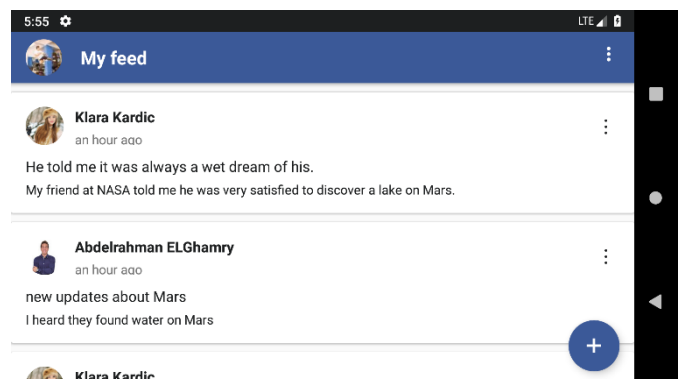 5:55
LTE
My feed
Klara Kardic
an hour ago
He told me it was always a wet dream of his.
My friend at NASA told me he was very satisfied to discover a lake on Mars.
Abdelrahman ELGhamry
an hour ago
new updates about Mars
I heard they found water on Mars
+
Klara Kardic